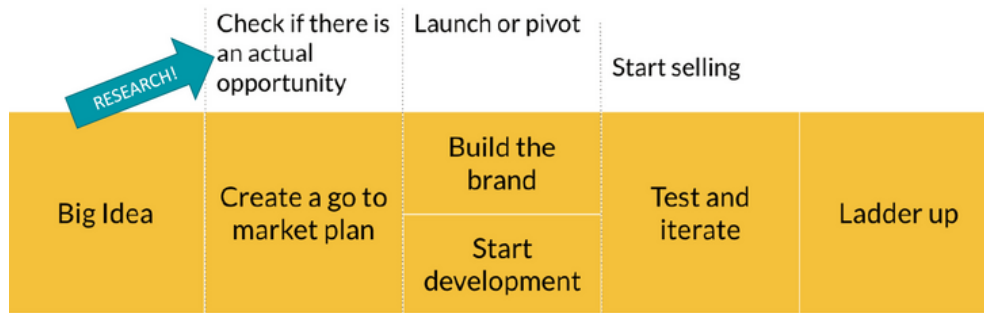 Check if there is
an actual
opportunity
Launch or pivot
Start selling
RESEARCH!
Big Idea
Create a go to
market plan
Build the
brand
Start
development
Test and
iterate
Ladder up